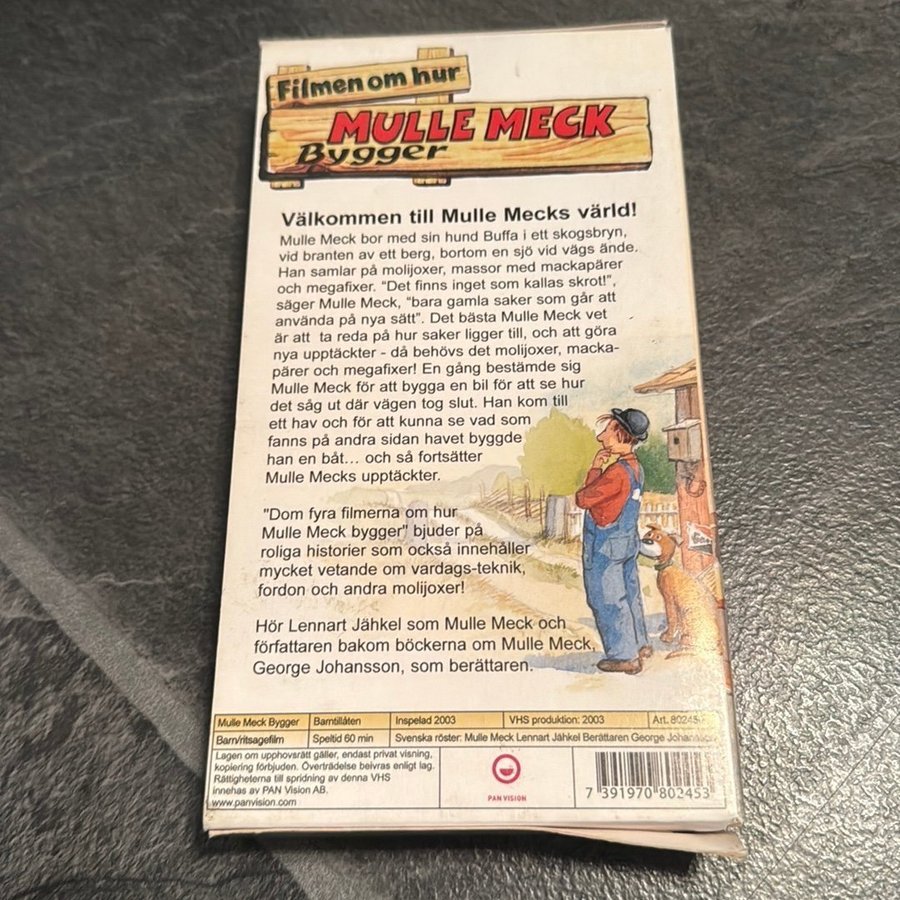 Filmen om hur
MULLE MECK
Bygger
Välkommen till Mulle Mecks värld!
Mulle Meck bor med sin hund Buffa i ett skogsbryn,
vid branten av ett berg, bortom en sjö vid vägs ände.
Han samlar på molijoxer, massor med mackapärer
och megafixer. "Det finns inget som kallas skrot!",
säger Mulle Meck, "bara gamla saker som går att
använda på nya sätt". Det bästa Mulle Meck vet
är att ta reda på hur saker ligger till, och att göra
nya upptäckter - då behövs det molijoxer, macka-
pärer och megafixer! En gång bestämde sig
Mulle Meck för att bygga en bil för att se hur
det såg ut där vägen tog slut. Han kom till
ett hav och för att kunna se vad som
fanns på andra sidan havet byggde
han en båt... och så fortsätter
Mulle Mecks upptäckter.
"Dom fyra filmerna om hur
Mulle Meck bygger" bjuder på
roliga historier som också innehåller
mycket vetande om vardags-teknik,
fordon och andra molijoxer!
Hör Lennart Jähkel som Mulle Meck och
författaren bakom böckerna om Mulle Meck,
George Johansson, som berättaren.
Mulle Meck Bygger Barntillåten Inspelad 2003 VHS produktion: 2003 Art. 80245
Barn/ritsagefilm Speltid 60 min Svenska röster: Mulle Meck Lennart Jähkel Berättaren George Johansson
Lagen om upphovsrätt gäller, endast privat visning,
kopiering förbjuden. Överträdelse beivras enligt lag.
Rättigheterna till spridning av denna VHS
innehas av PAN Vision AB.
www.panvision.com
PAN VISION
7 391970 802453